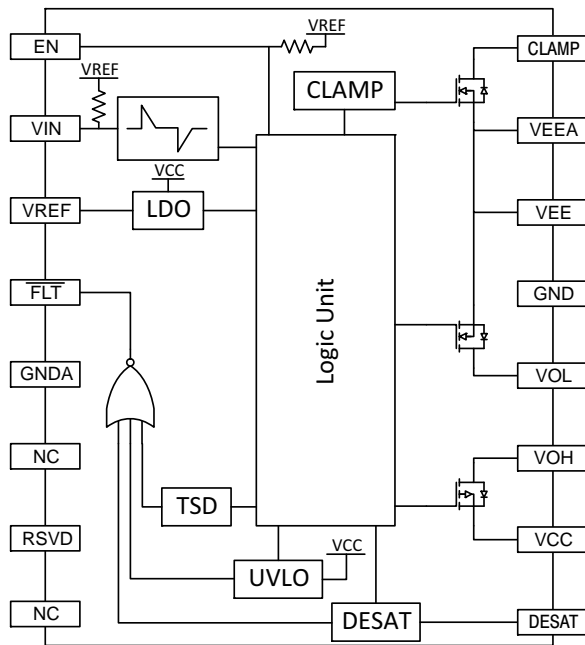 EN
VREF
CLAMP
VREF
CLAMP
VIN
VEEA
VCC
VREF
LDO
VEE
FLT
GND
Logic Unit
GNDA
VOL
NC
VOH
TSD
RSVD
VCC
VCC
UVLO
NC
DESAT
DESAT